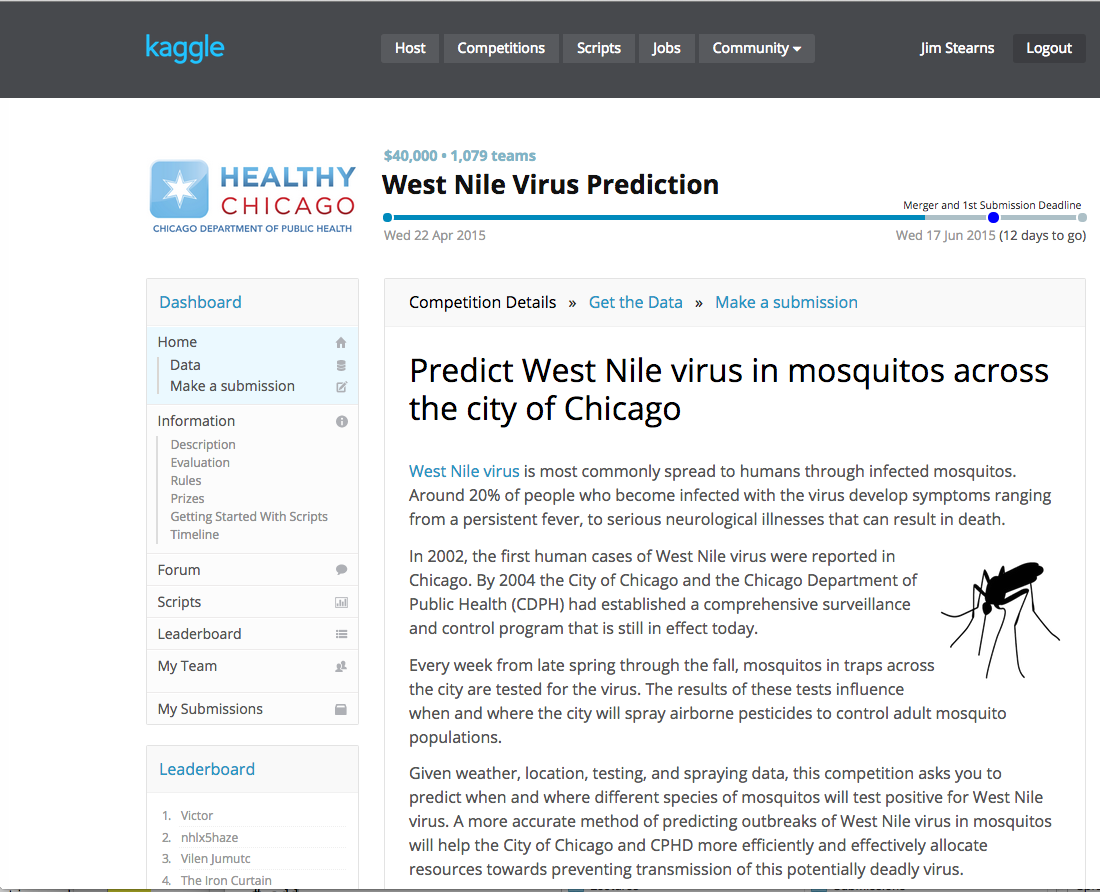 kaggle
Host Competitions Scripts Jobs Community
Jim Stearns Logout
HEALTHY
CHICAGO
CHICAGO DEPARTMENT OF PUBLIC HEALTH
$40,000 • 1,079 teams
West Nile Virus Prediction
Merger and 1st Submission Deadline
Wed 22 Apr 2015
Wed 17 Jun 2015 (12 days to go)
Dashboard
Home
Data
Make a submission
Information
Description
Evaluation
Rules
Prizes
Getting Started With Scripts
Timeline
Forum
Scripts
Leaderboard
My Team
My Submissions
Leaderboard
1. Victor
2. nhlx5haze
3. Vilen Jumutc
4. The Iron Curtain
Competition Details » Get the Data » Make a submission
Predict West Nile virus in mosquitos across
the city of Chicago
West Nile virus is most commonly spread to humans through infected mosquitos.
Around 20% of people who become infected with the virus develop symptoms ranging
from a persistent fever, to serious neurological illnesses that can result in death.
In 2002, the first human cases of West Nile virus were reported in
Chicago. By 2004 the City of Chicago and the Chicago Department of
Public Health (CDPH) had established a comprehensive surveillance
and control program that is still in effect today.
Every week from late spring through the fall, mosquitos in traps across
the city are tested for the virus. The results of these tests influence
when and where the city will spray airborne pesticides to control adult mosquito
populations.
Given weather, location, testing, and spraying data, this competition asks you to
predict when and where different species of mosquitos will test positive for West Nile
virus. A more accurate method of predicting outbreaks of West Nile virus in mosquitos
will help the City of Chicago and CPHD more efficiently and effectively allocate
resources towards preventing transmission of this potentially deadly virus.